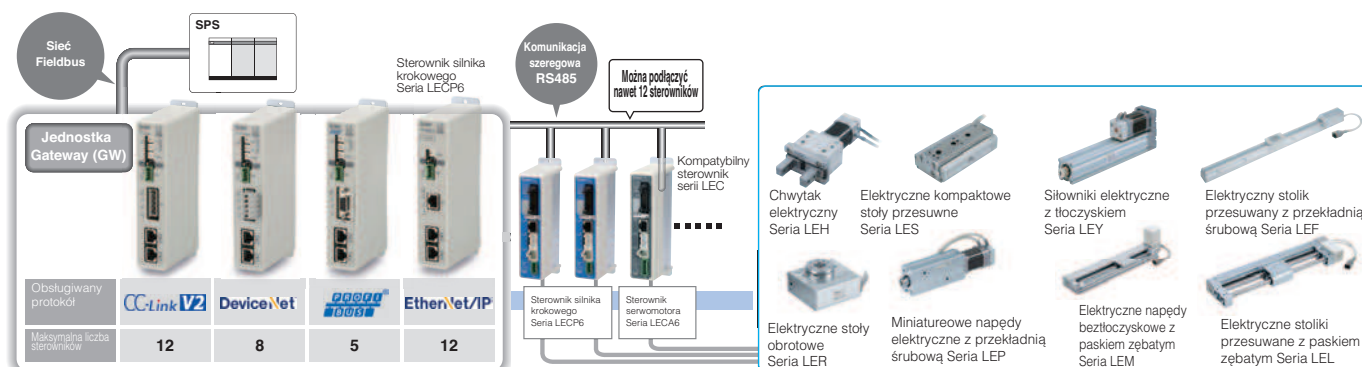 Sieć
Fieldbus
SPS
Sterownik silnika
krokowego
Seria LECP6
Komunikacja
szeregowa
RS485
Można podłączyć
nawet 12 sterowników
Jednostka
Gateway (GW)
Kompatybilny
sterownik
serii LEC
Obsługiwany
protokół
CC-Link V2
DeviceNet
PROFI
BUS
EtherNet/IP
Maksymalna liczba
sterowników
12
8
5
12
Sterownik silnika
krokowego
Seria LECP6
Sterownik
serwomotora
Seria LECA6
Chwytak
elektryczny
Seria LEH
Elektryczne kompaktowe
stoły przesuwne
Seria LES
Siłowniki elektryczne
z tłoczyskiem
Seria LEY
Elektryczny stolik
przesuwany z przekładnią
śrubową Seria LEF
Elektryczne stoły
obrotowe
Seria LER
Miniatureowe napędy
elektryczne z przekładnią
śrubową Seria LEP
Elektryczne napędy
beztłoczyskowe z
paskiem zębatym
Seria LEM
Elektryczne stoliki
przesuwane z paskiem
zębatym Seria LEL